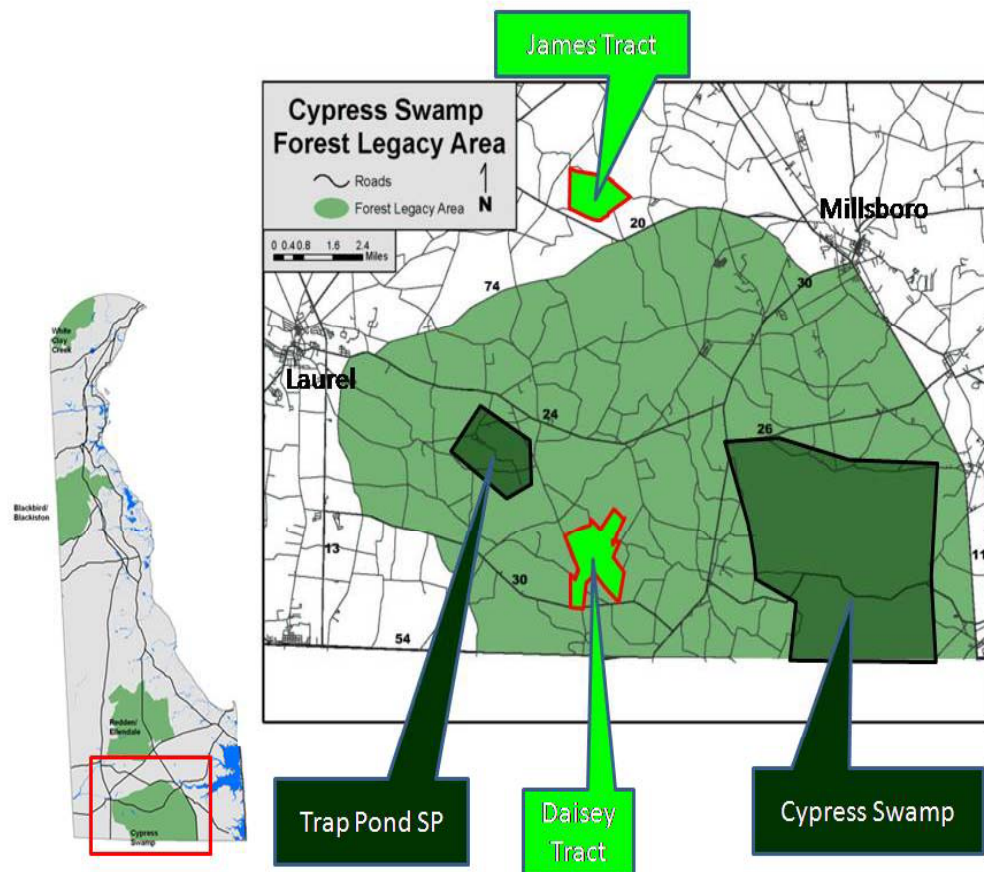 James Tract
Cypress Swamp
Forest Legacy Area
Roads
Forest Legacy Area
N
0 0.4 0.8 1.6 2.4
Miles
Millsboro
20
74
30
Laurel
24
26
13
30
11
54
White
Clay
Creek
Blackbird/
Blackiston
Redden/
Ellendale
Cypress
Swamp
Trap Pond SP
Daisey
Tract
Cypress Swamp